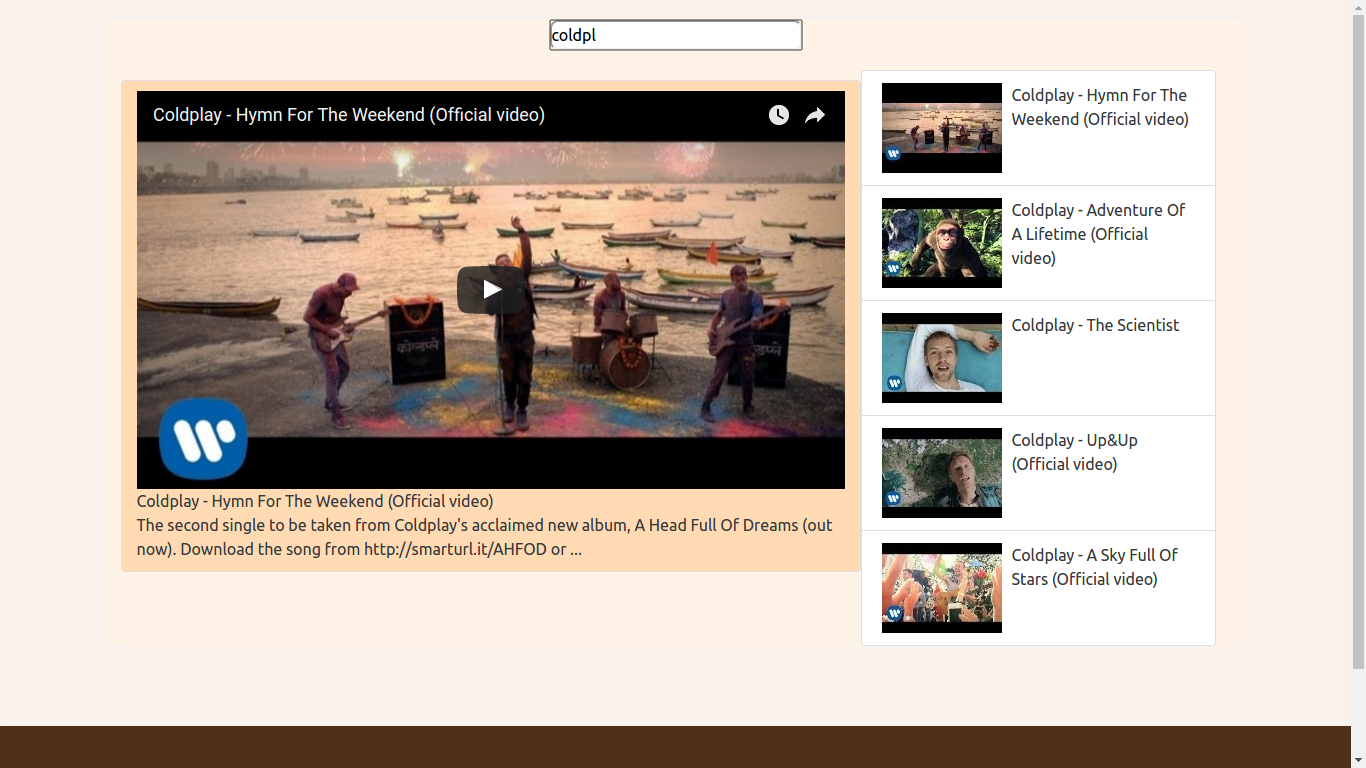 coldpl
Coldplay - Hymn For The Weekend (Official video)
कोल्डप्ले
Coldplay - Hymn For The Weekend (Official video)
The second single to be taken from Coldplay's acclaimed new album, A Head Full Of Dreams (out
now). Download the song from http://smarturl.it/AHFOD or ...
Coldplay - Hymn For The
Weekend (Official video)
Coldplay - Adventure Of
A Lifetime (Official
video)
Coldplay - The Scientist
Coldplay - Up&Up
(Official video)
Coldplay - A Sky Full Of
Stars (Official video)